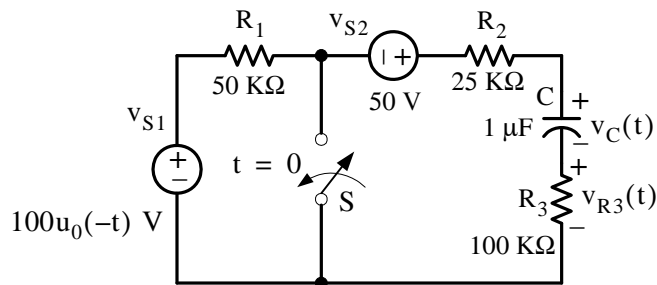 R1
vS2
R2
50 KΩ
− +
50 V
25 KΩ
vS1
C
+
1 μF
vC(t)
−
t = 0
+
−
+
S
R3
vR3(t)
−
100u0(−t) V
100 KΩ